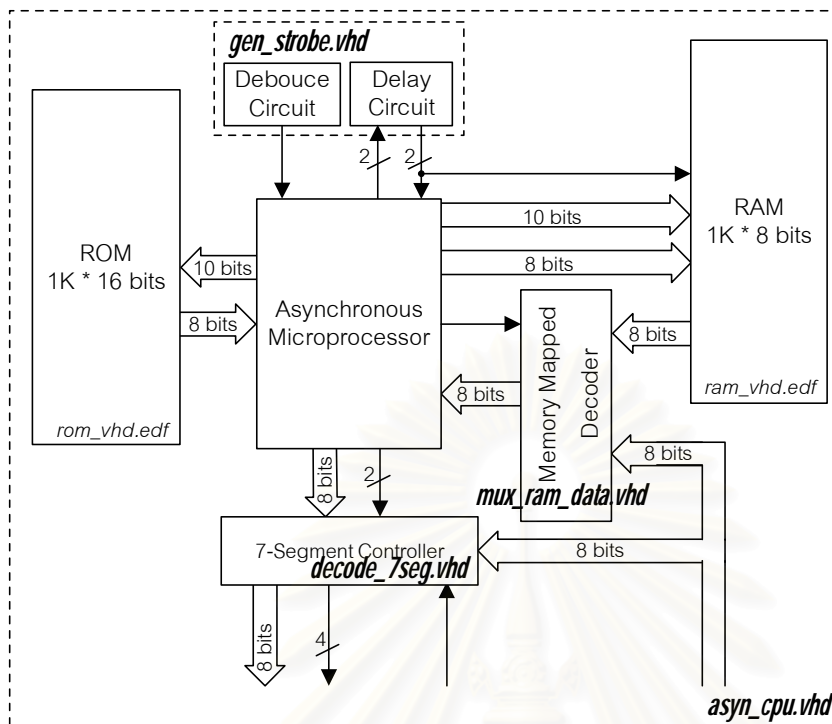 gen_strobe.vhd
Debouce
Circuit
Delay
Circuit
2
2
ROM
1K * 16 bits
10 bits
8 bits
rom_vhd.edf
Asynchronous
Microprocessor
10 bits
8 bits
RAM
1K * 8 bits
ram_vhd.edf
8 bits
8 bits
Memory Mapped
Decoder
8 bits
mux_ram_data.vhd
8 bits
2
7-Segment Controller
decode_7seg.vhd
8 bits
8 bits
4
asyn_cpu.vhd